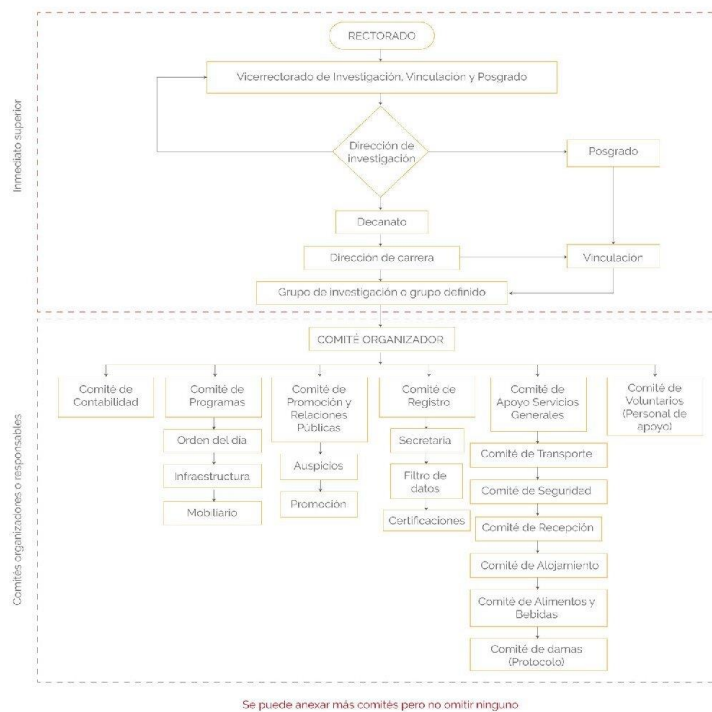 Inmediato superior
RECTORADO
Vicerrectorado de Investigación, Vinculación y Posgrado
Dirección de
investigación
Posgrado
Decanato
Dirección de carrera
Vinculación
Grupo de investigación o grupo definido
Comités organizadores o responsables
COMITÉ ORGANIZADOR
Comité de
Contabilidad
Comité de
Programas
Orden del día
Infraestructura
Mobiliario
Comité de
Promoción y
Relaciones
Públicas
Auspicios
Promoción
Comité de
Registro
Secretaria
Filtro de
datos
Certificaciones
Comité de
Apoyo Servicios
Generales
Comité de Transporte
Comité de Seguridad
Comité de Recepción
Comité de Alojamiento
Comité de Alimentos y
Bebidas
Comité de damas
(Protocolo)
Comité de
Voluntarios
(Personal de
apoyo)
Se puede anexar más comités pero no omitir ninguno